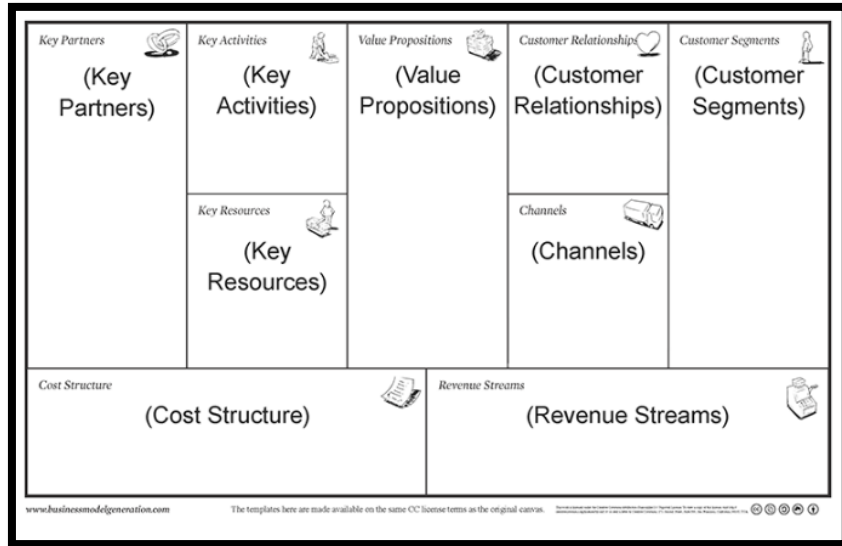 Key Partners
(Key
Partners)
Key Activities
(Key
Activities)
Value Propositions
(Value
Propositions)
Customer Relationships
(Customer
Relationships)
Customer Segments
(Customer
Segments)
Key Resources
(Key
Resources)
Channels
(Channels)
Cost Structure
(Cost Structure)
Revenue Streams
(Revenue Streams)
www.businessmodelgeneration.com
The templates here are made available on the same CC license terms as the original canvas.